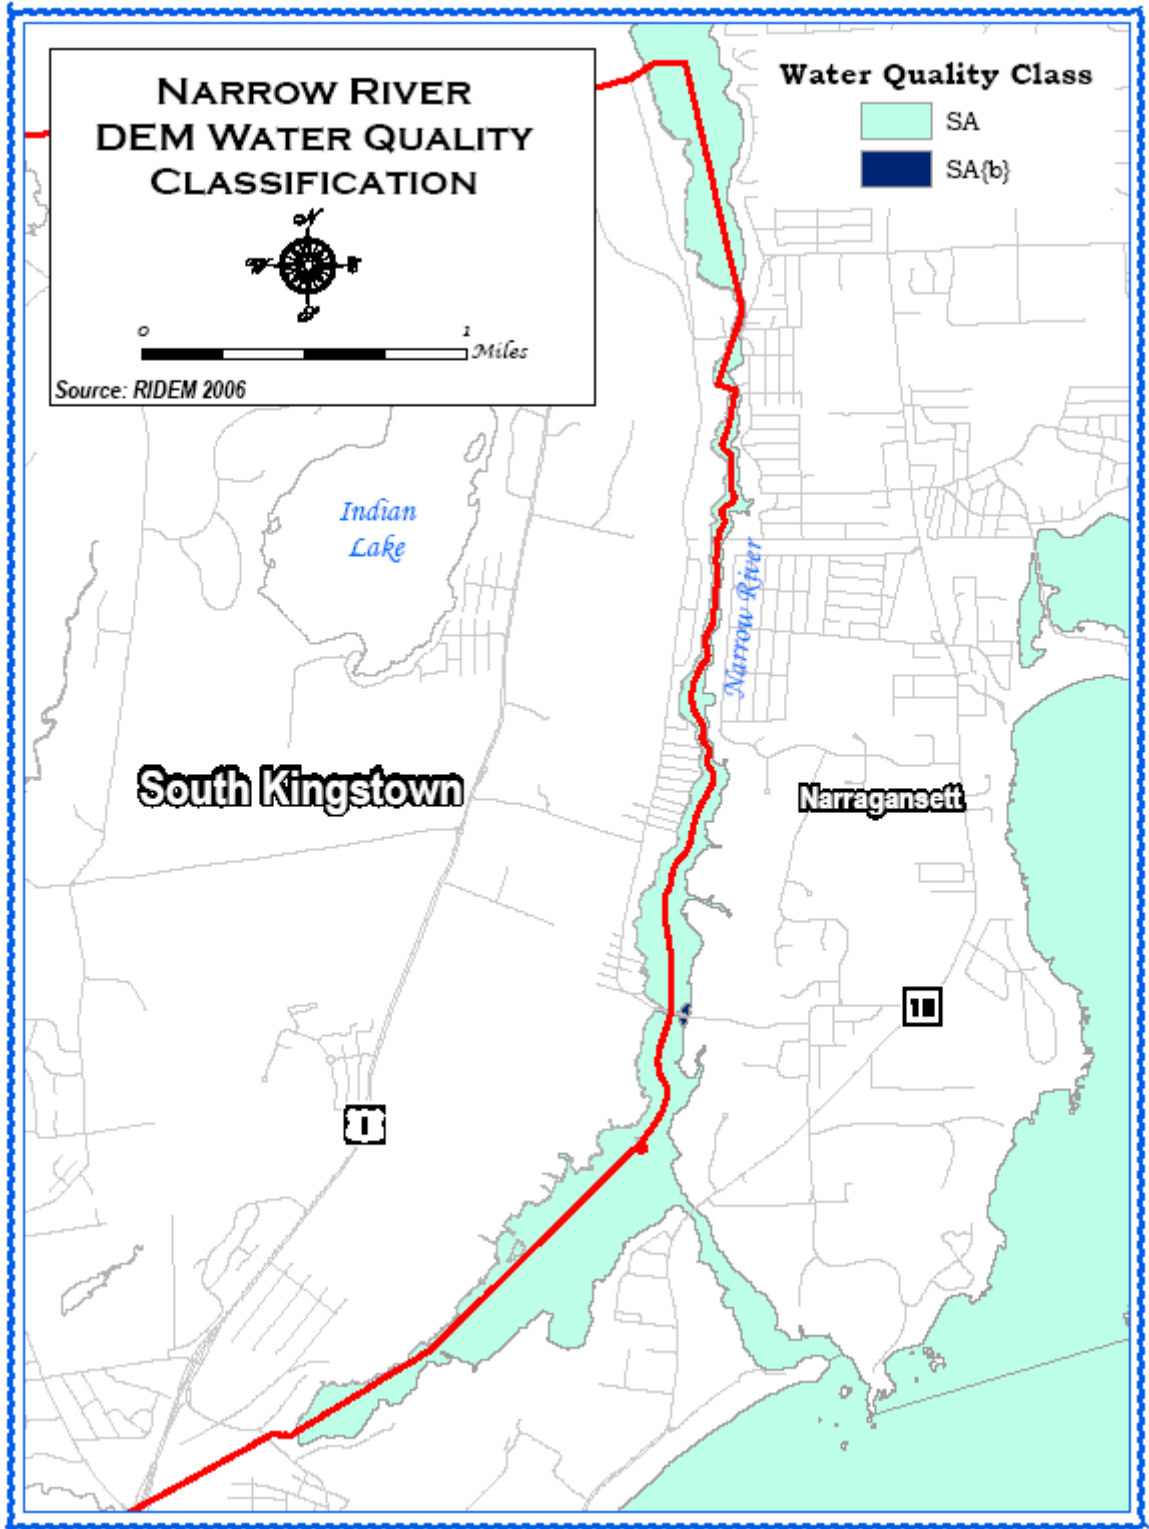 NARROW RIVER
DEM WATER QUALITY
CLASSIFICATION
N
W E
S
0 1
Miles
Source: RIDEM 2006
Water Quality Class
SA
SA{b}
Indian
Lake
Narrow River
South Kingstown
Narragansett
1